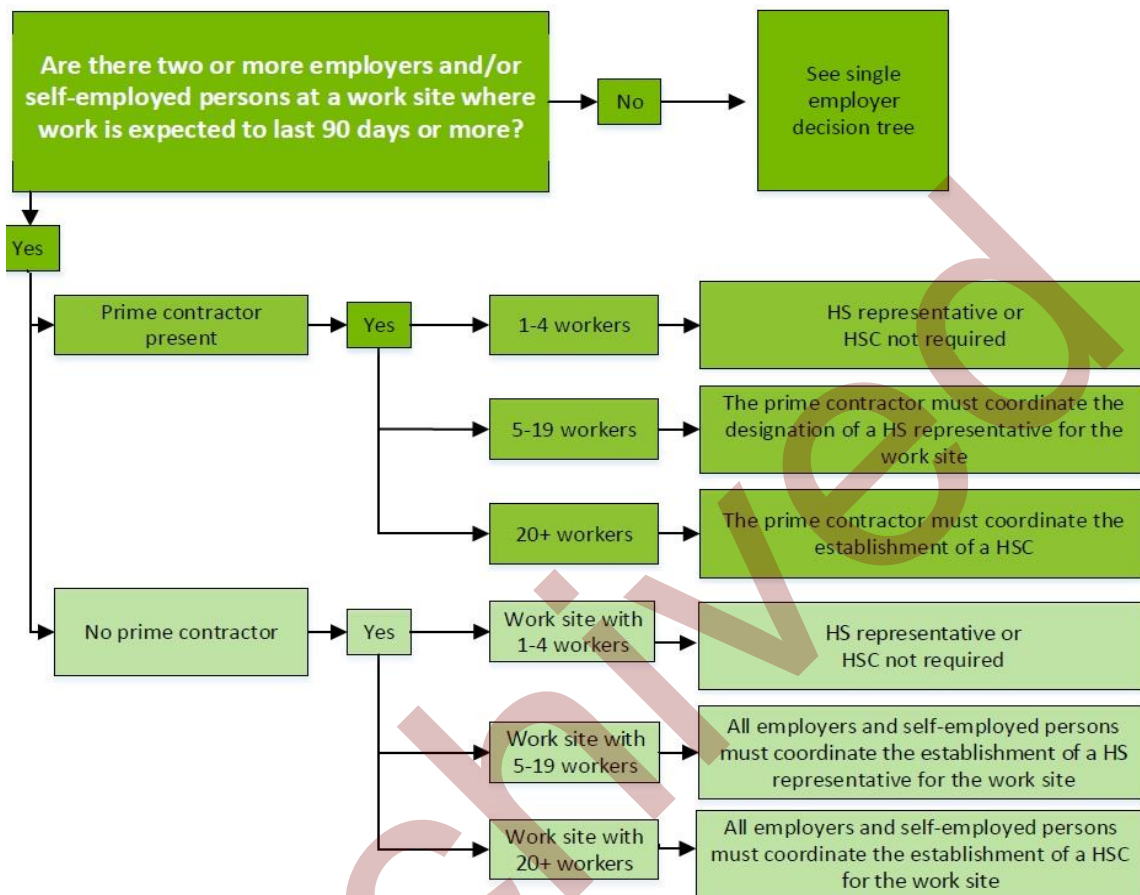 Are there two or more employers and/or
self-employed persons at a work site where
work is expected to last 90 days or more?
No
See single
employer
decision tree
Yes
Prime contractor
present
Yes
1-4 workers
HS representative or
HSC not required
5-19 workers
The prime contractor must coordinate the
designation of a HS representative for the
work site
20+ workers
The prime contractor must coordinate the
establishment of a HSC
No prime contractor
Yes
Work site with
1-4 workers
HS representative or
HSC not required
Work site with
5-19 workers
All employers and self-employed persons
must coordinate the establishment of a HS
representative for the work site
Work site with
20+ workers
All employers and self-employed persons
must coordinate the establishment of a HSC
for the work site
chived